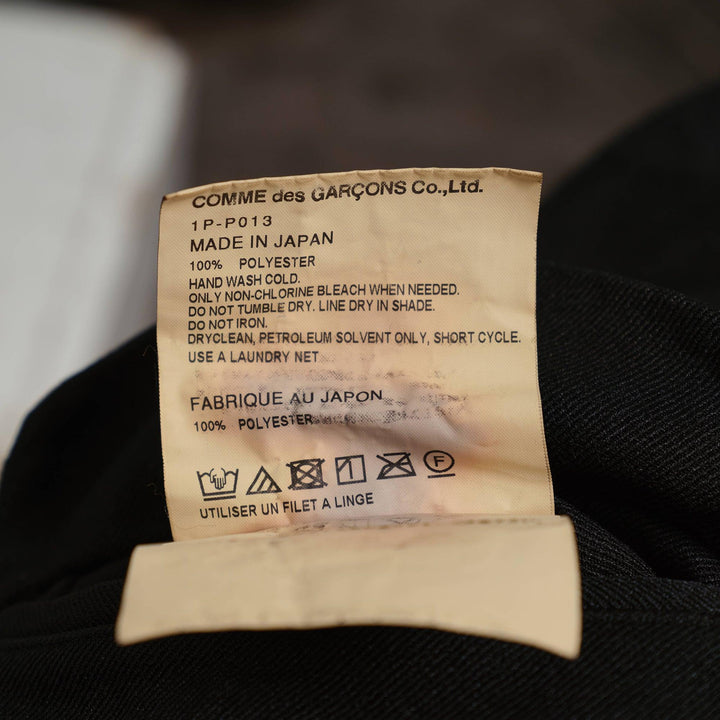 COMME des GARÇONS Co.,Ltd.
1P-P013
MADE IN JAPAN
100% POLYESTER
HAND WASH COLD.
ONLY NON-CHLORINE BLEACH WHEN NEEDED.
DO NOT TUMBLE DRY. LINE DRY IN SHADE.
DO NOT IRON.
DRYCLEAN, PETROLEUM SOLVENT ONLY, SHORT CYCLE.
USE A LAUNDRY NET
FABRIQUE AU JAPON
100% POLYESTER
F
UTILISER UN FILET A LINGE